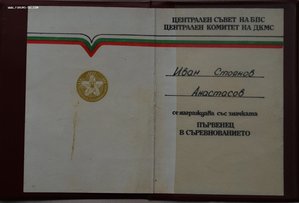 ЦЕНТРАЛЕН СЪВЕТ НА БПС
ЦЕНТРАЛЕН КОМИТЕТ НА ДКМС
Иван Стоянов
Анастасов
се награждава със значката
ПЪРВЕНЕЦ
В СЪРЕВНОВАНИЕТО